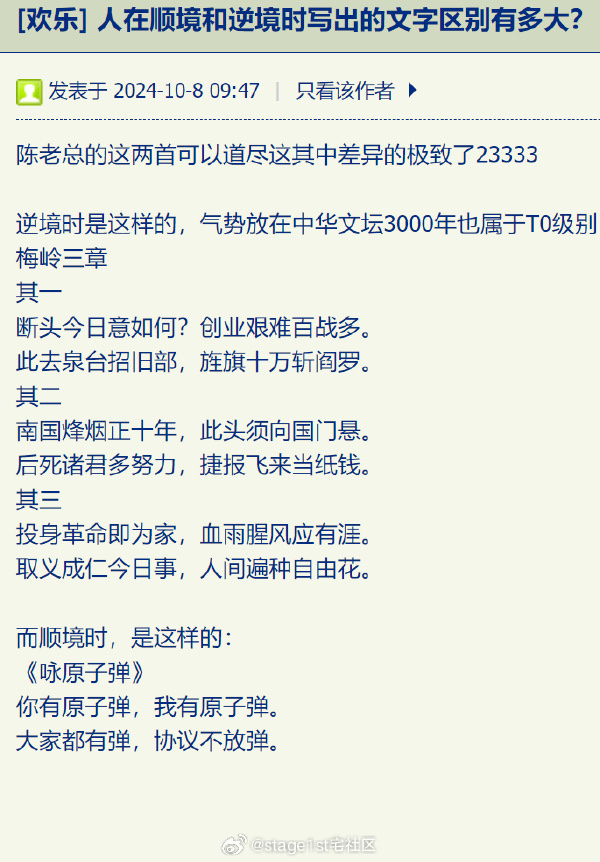 [欢乐] 人在顺境和逆境时写出的文字区别有多大?
发表于 2024-10-8 09:47 | 只看该作者
陈老总的这两首可以道尽这其中差异的极致了23333
逆境时是这样的，气势放在中华文坛3000年也属于T0级别
梅岭三章
其一
断头今日意如何？创业艰难百战多。
此去泉台招旧部，旌旗十万斩阎罗。
其二
南国烽烟正十年，此头须向国门悬。
后死诸君多努力，捷报飞来当纸钱。
其三
投身革命即为家，血雨腥风应有涯。
取义成仁今日事，人间遍种自由花。
而顺境时，是这样的：
《咏原子弹》
你有原子弹，我有原子弹。
大家都有弹，协议不放弹。
@stage1st宅社区